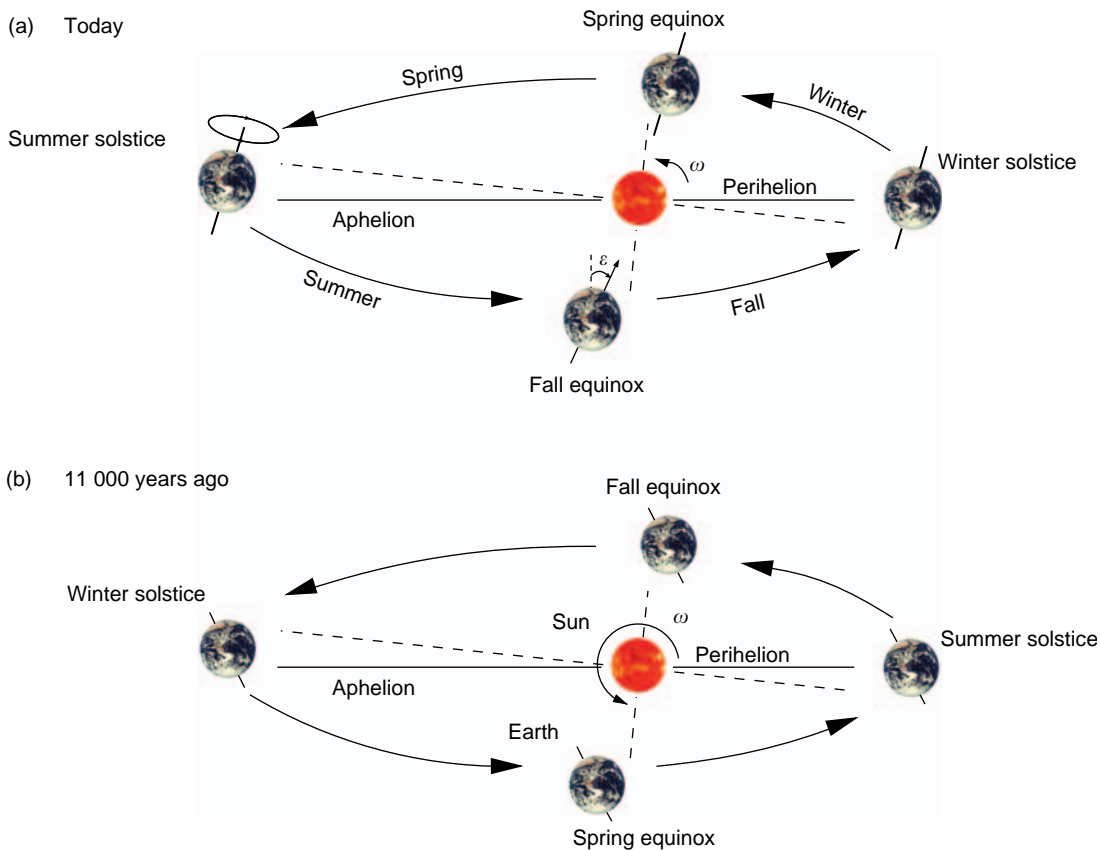 (a) Today
Spring equinox
Spring
Winter
Summer solstice
ω
Winter solstice
Perihelion
Aphelion
ε
Summer
Fall
Fall equinox
(b) 11 000 years ago
Fall equinox
Winter solstice
Sun
ω
Summer solstice
Perihelion
Aphelion
Earth
Spring equinox